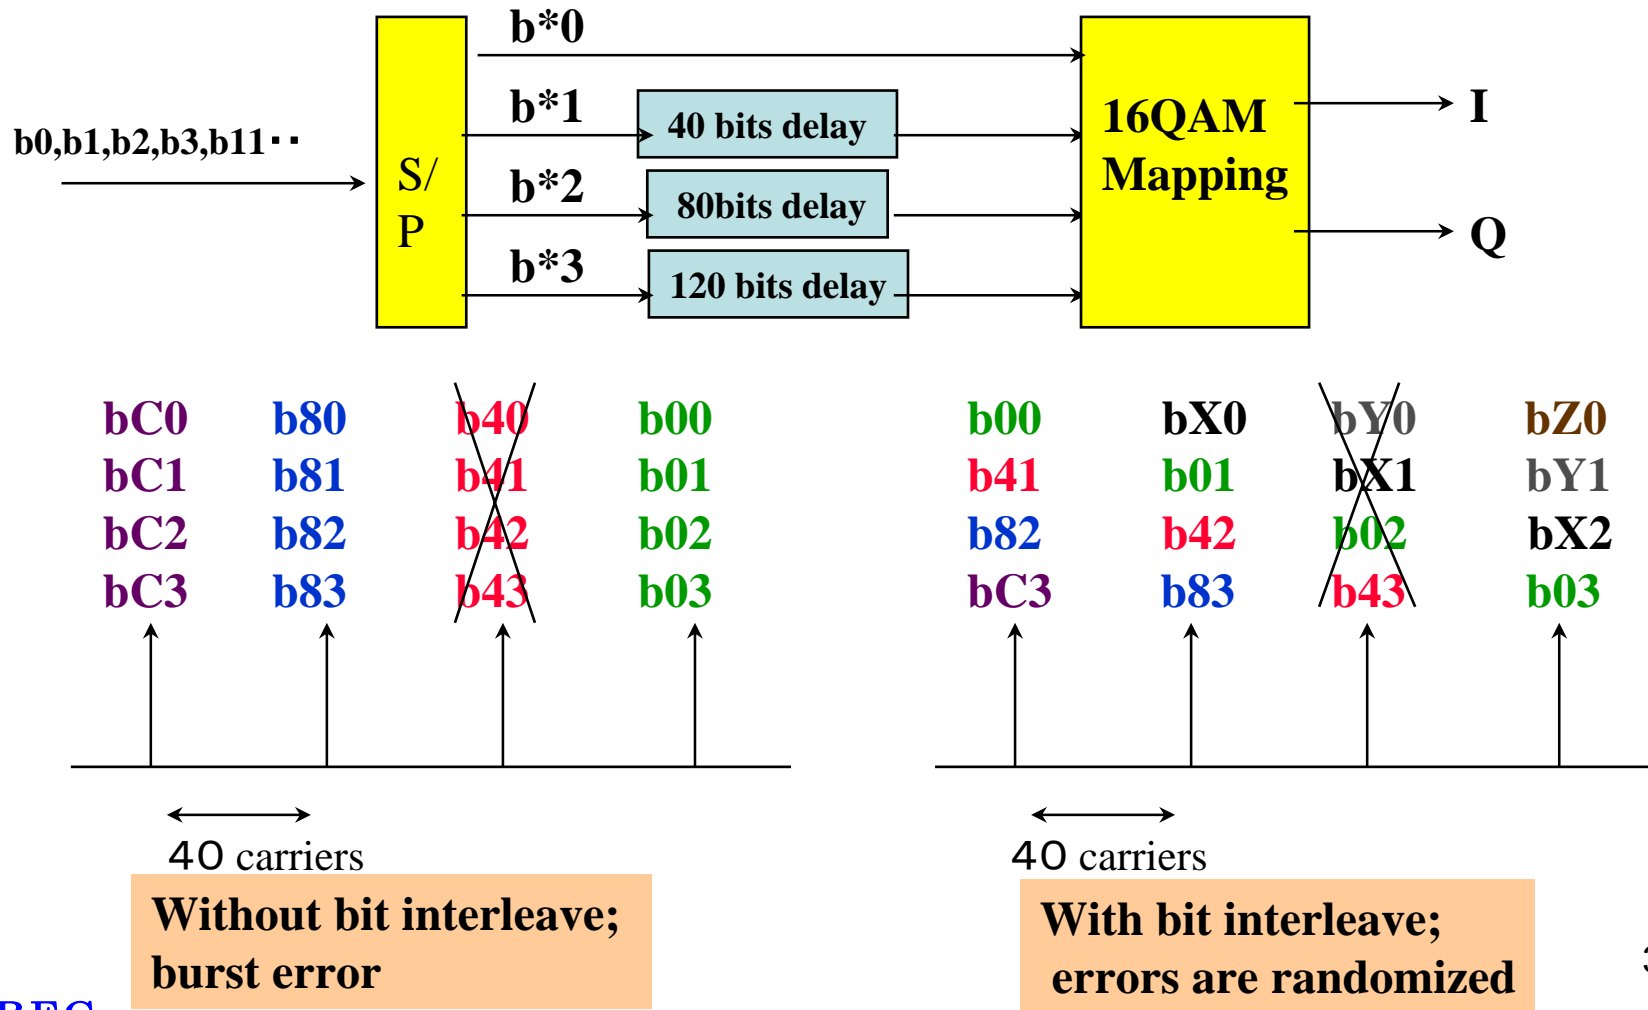 b*0
b*1
40 bits delay
b0,b1,b2,b3,b11··
S/
P
b*2
80bits delay
b*3
120 bits delay
16QAM
Mapping
I
Q
bC0 b80 b40 b00
bC1 b81 b41 b01
bC2 b82 b42 b02
bC3 b83 b43 b03
40 carriers
Without bit interleave;
burst error
b00 bX0 bY0 bZ0
b41 b01 bX1 bY1
b82 b42 b02 bX2
bC3 b83 b43 b03
40 carriers
With bit interleave;
errors are randomized